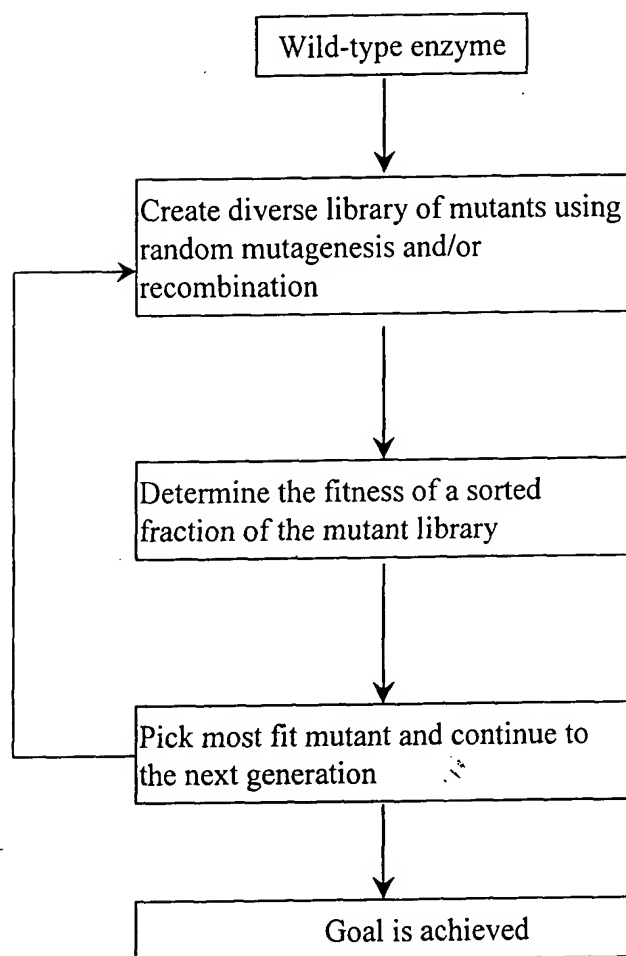 Wild-type enzyme
Create diverse library of mutants using
random mutagenesis and/or
recombination
Determine the fitness of a sorted
fraction of the mutant library
Pick most fit mutant and continue to
the next generation
Goal is achieved